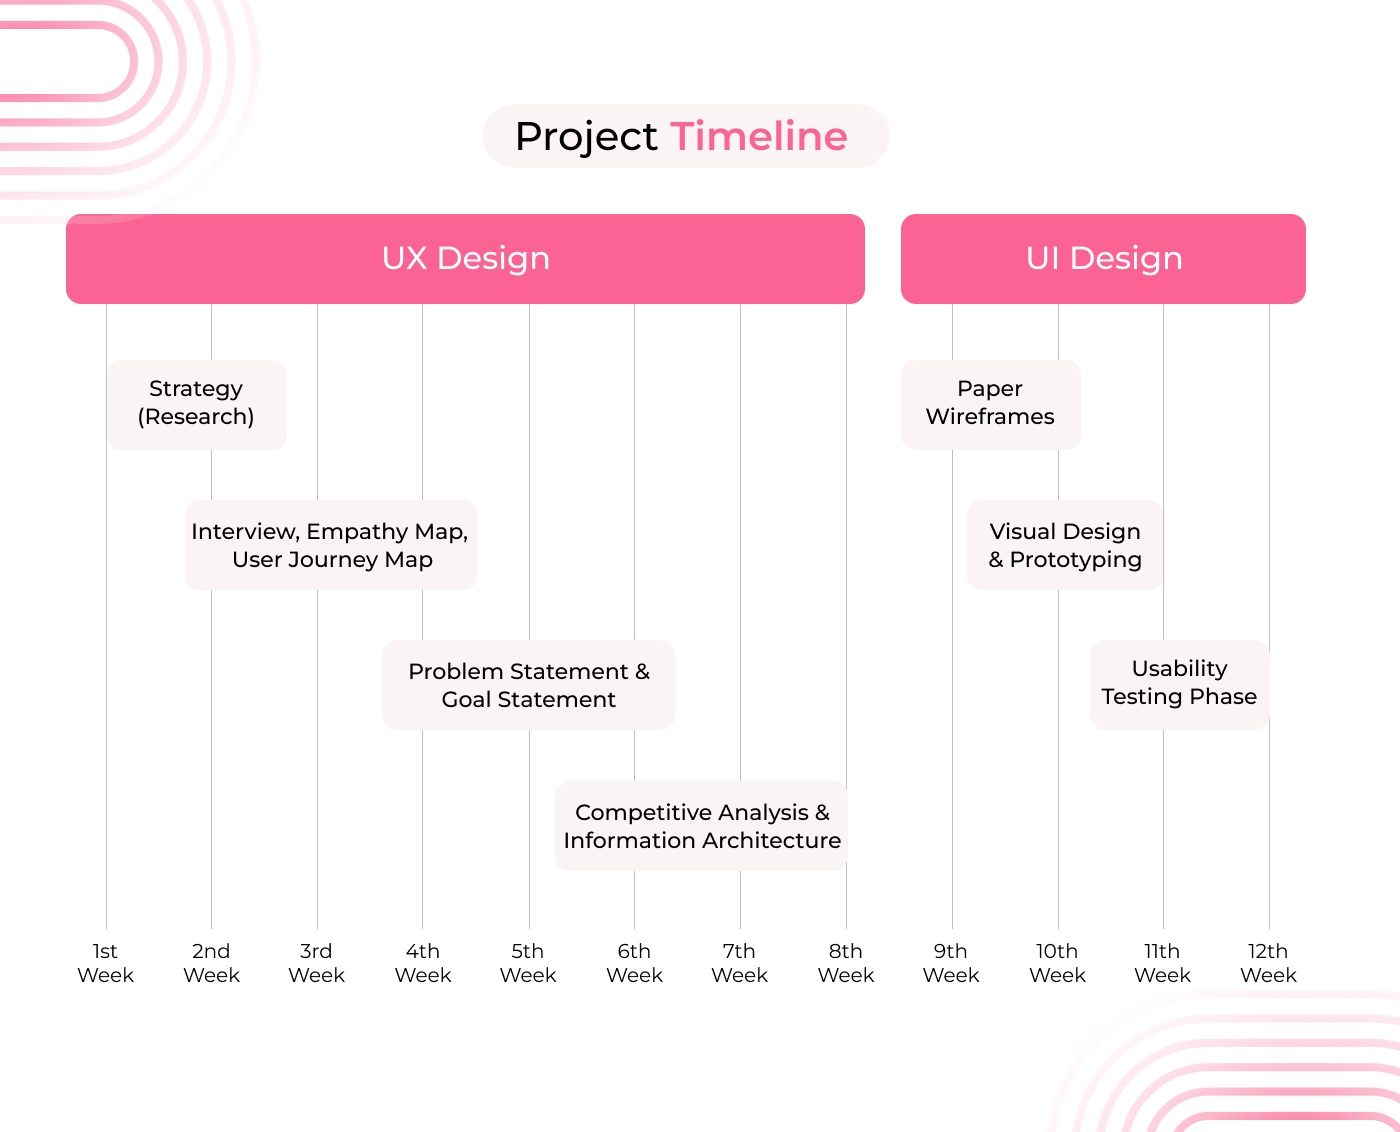 Project Timeline
UX Design
UI Design
Strategy
(Research)
Paper
Wireframes
Interview, Empathy Map,
User Journey Map
Visual Design
& Prototyping
Problem Statement &
Goal Statement
Usability
Testing Phase
Competitive Analysis &
Information Architecture
1st
Week
2nd
Week
3rd
Week
4th
Week
5th
Week
6th
Week
7th
Week
8th
Week
9th
Week
10th
Week
11th
Week
12th
Week